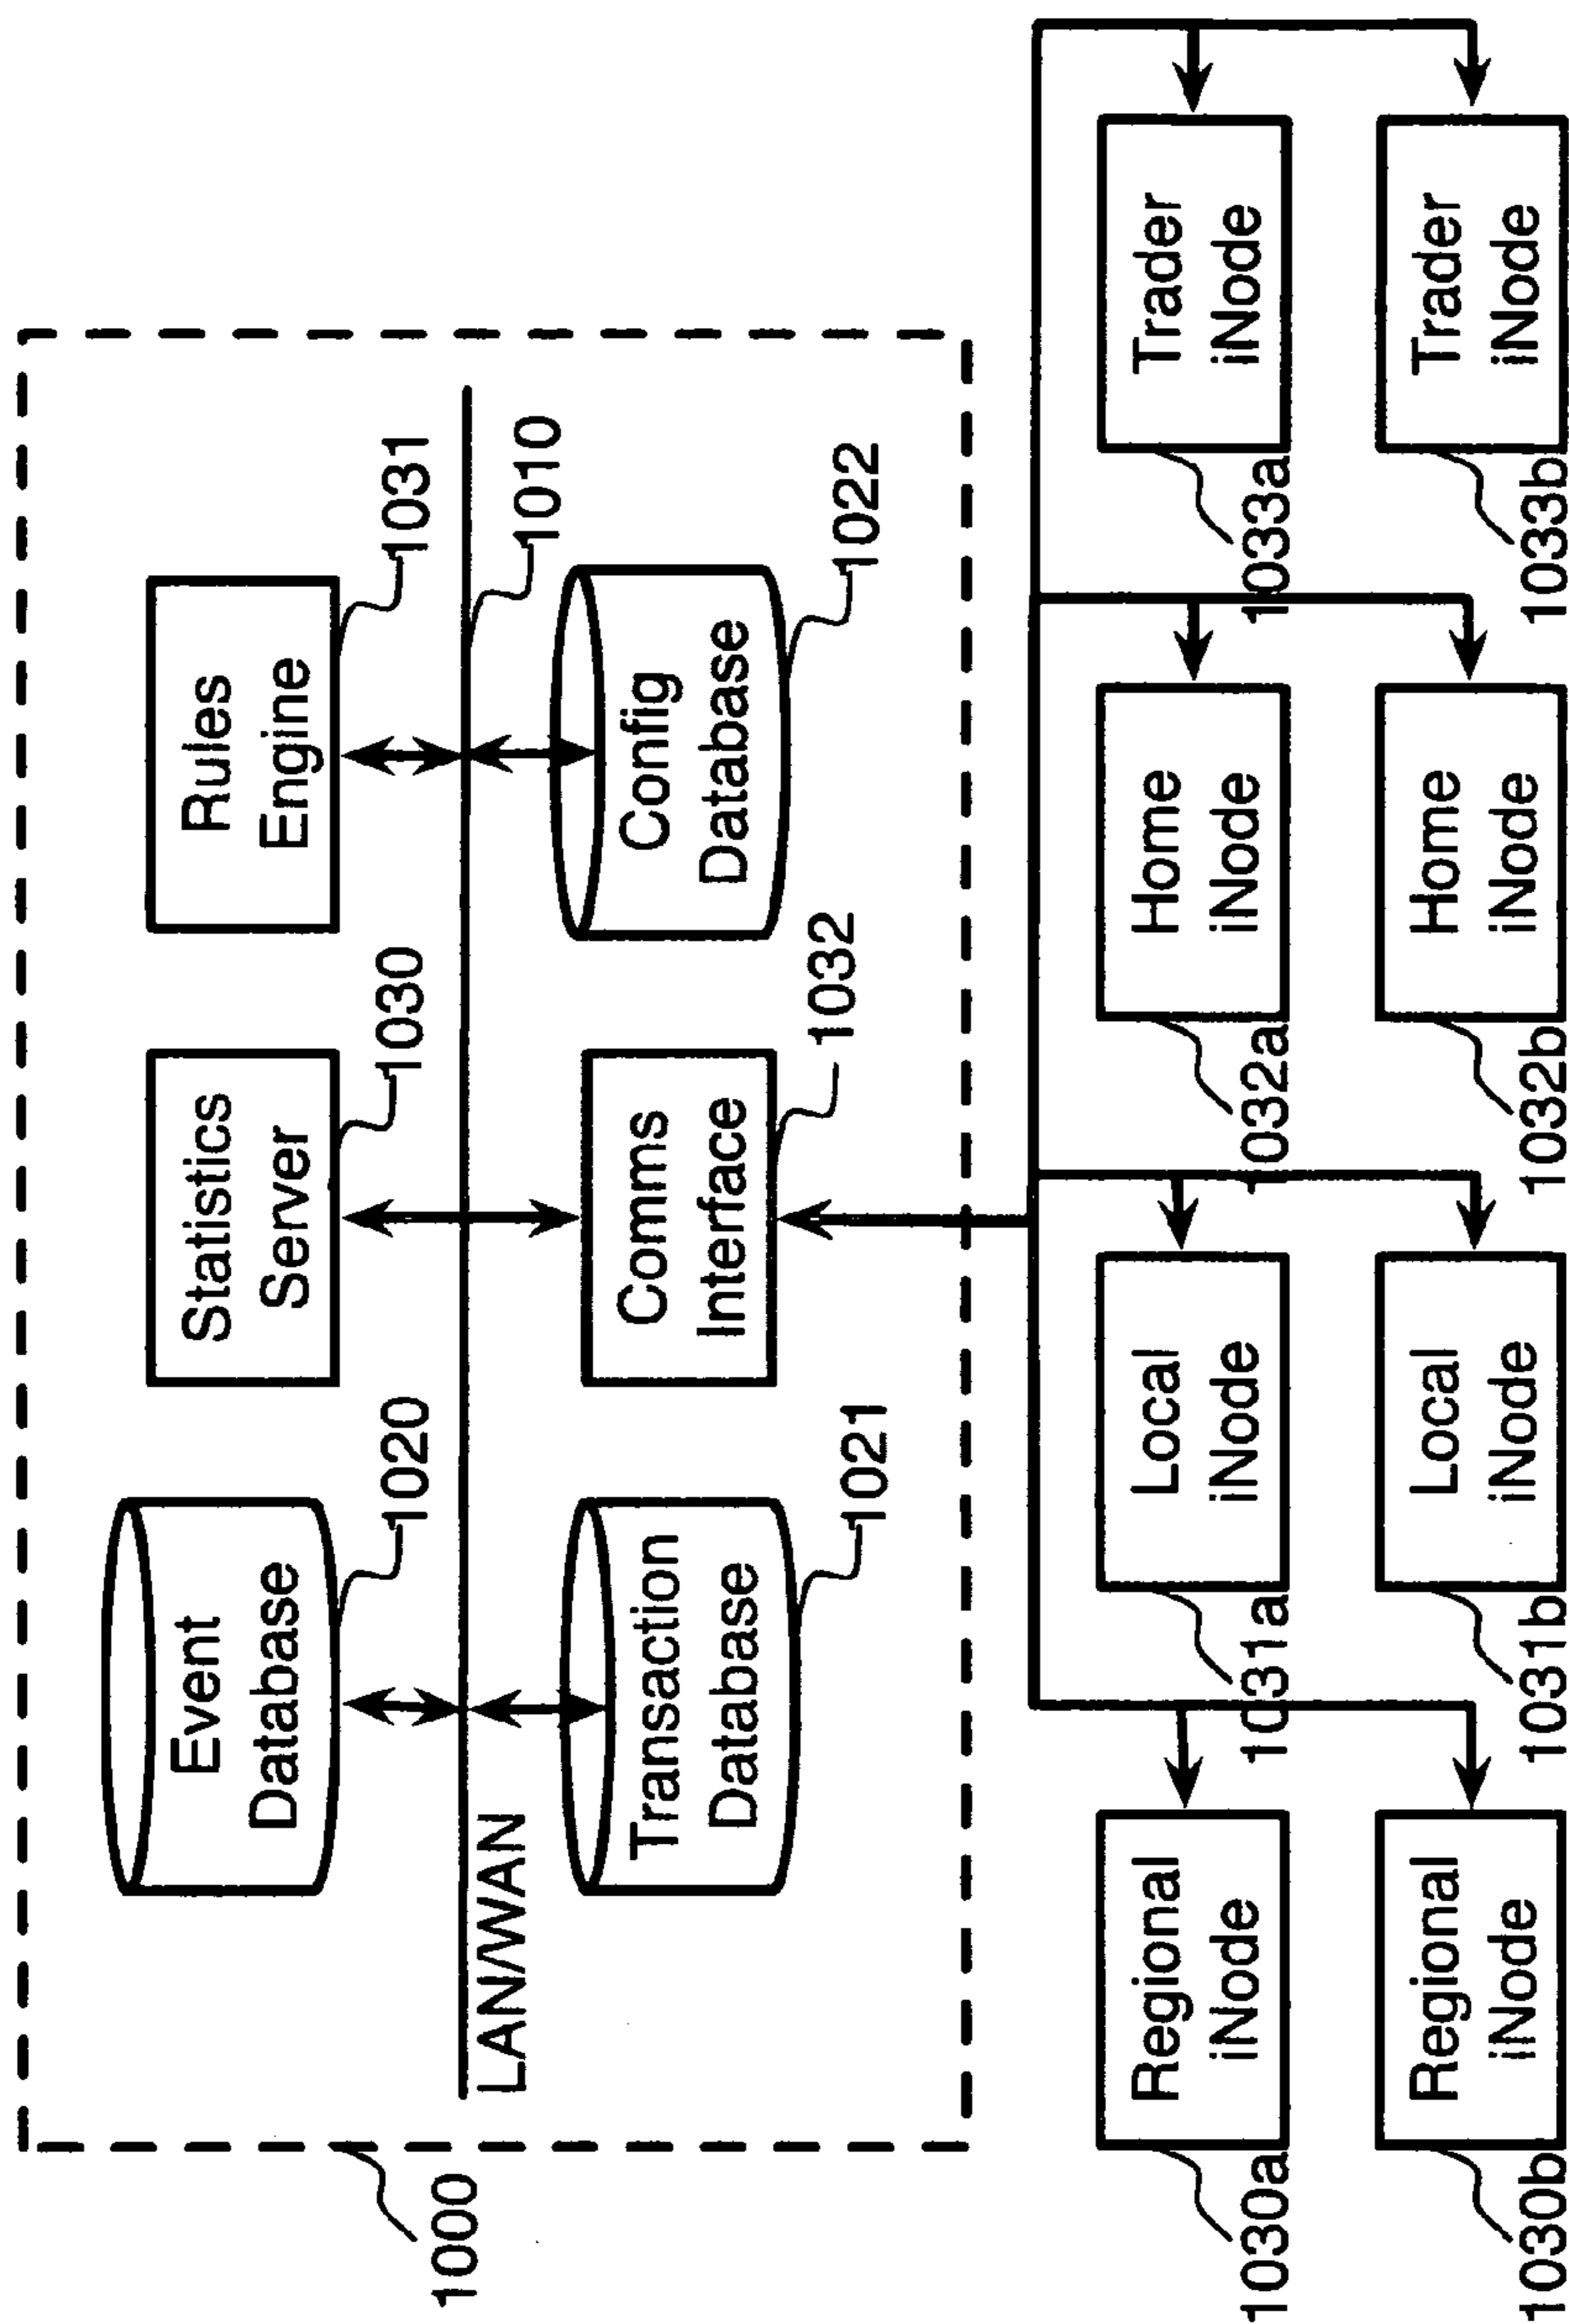 1000
Event
Database
1020
Statistics
Server
1030
Rules
Engine
1031
LAN/WAN
1010
Transaction
Database
1021
Comms
Interface
1032
Config
Database
1022
Regional
iNode
1030a
Local
iNode
1031a
Home
iNode
1032a
Trader
iNode
1033a
Regional
iNode
1030b
Local
iNode
1031b
Home
iNode
1032b
Trader
iNode
1033b